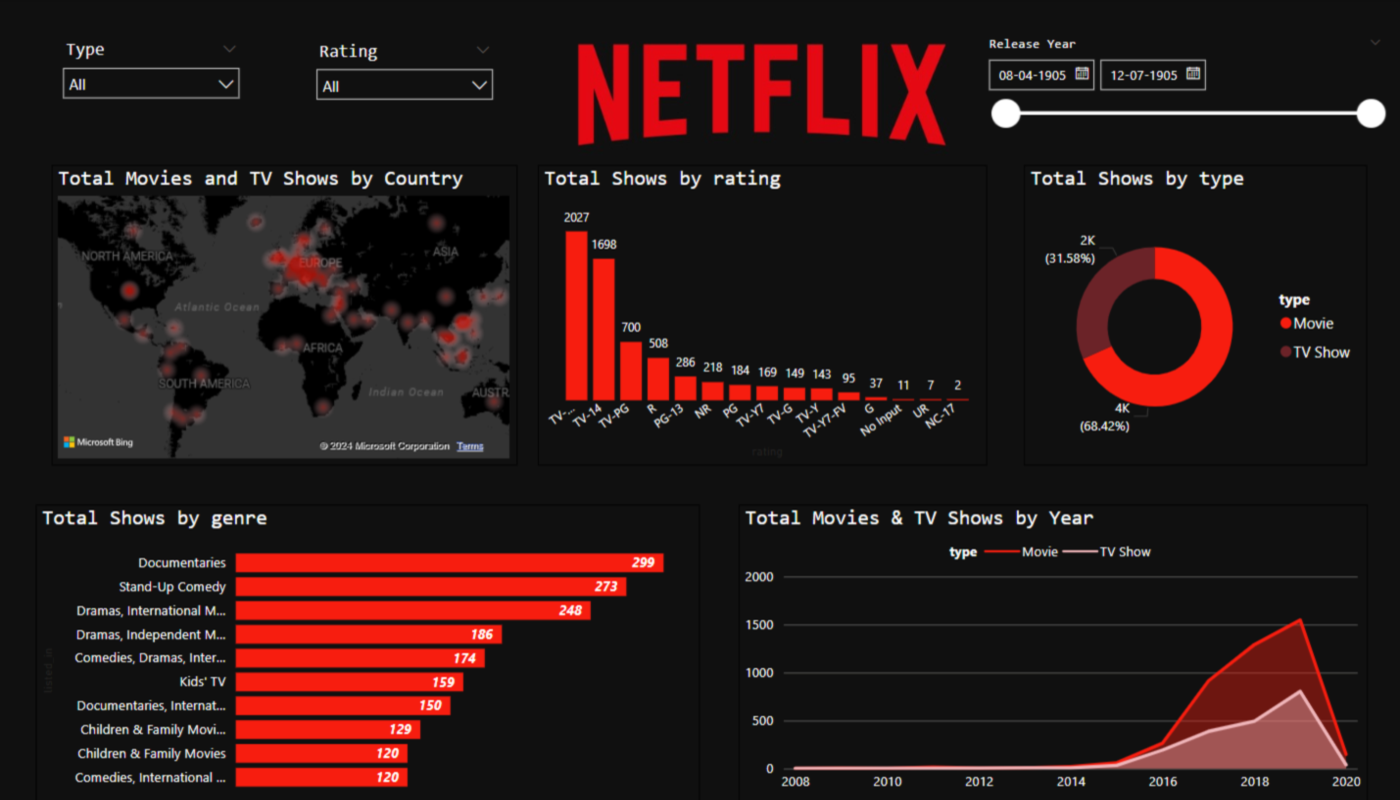 Type
All
Rating
All
NETFLIX
Release Year
08-04-1905
12-07-1905
Total Movies and TV Shows by Country
NORTH AMERICA
EUROPE
ASIA
Atlantic Ocean
AFRICA
SOUTH AMERICA
Indian Ocean
AUSTR
Microsoft Bing
© 2024 Microsoft Corporation Terms
Total Shows by rating
2027
1698
700
508
286
218
184
169
149
143
95
37
11
7
2
TV-...
TV-14
TV-PG
R
PG-13
NR
PG
TV-Y7
TV-G
TV-Y
TV-Y7-FV
G
No Input
UR
NC-17
rating
Total Shows by type
2K
(31.58%)
4K
(68.42%)
type
Movie
TV Show
Total Shows by genre
listed_in
Documentaries 299
Stand-Up Comedy 273
Dramas, International M... 248
Dramas, Independent M... 186
Comedies, Dramas, Inter... 174
Kids' TV 159
Documentaries, Internat... 150
Children & Family Movi... 129
Children & Family Movies 120
Comedies, International ... 120
Total Movies & TV Shows by Year
type Movie TV Show
2000
1500
1000
500
0
2008 2010 2012 2014 2016 2018 2020